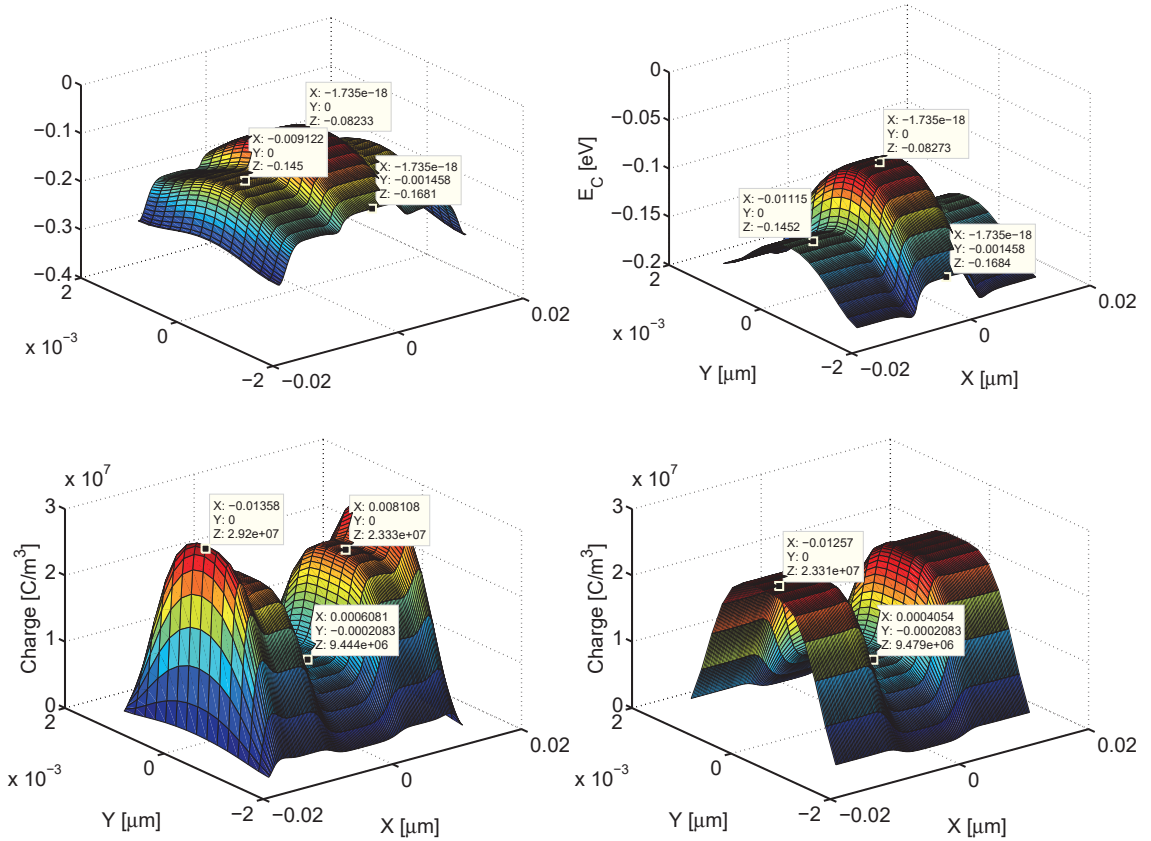 0
−0.1
−0.2
−0.3
−0.4
2
x 10−3
0
−2
−0.02
0
0.02
X: −1.735e−18
Y: 0
Z: −0.08233
X: −0.009122
Y: 0
Z: −0.145
X: −1.735e−18
Y: −0.001458
Z: −0.1681
E_C [eV]
0
−0.05
−0.1
−0.15
−0.2
2
x 10−3
0
−2
−0.02
0
0.02
Y [μm]
X [μm]
X: −1.735e−18
Y: 0
Z: −0.08273
X: −0.01115
Y: 0
Z: −0.1452
X: −1.735e−18
Y: −0.001458
Z: −0.1684
x 10^7
Charge [C/m^3]
3
2
1
0
2
x 10−3
0
−2
−0.02
0
0.02
Y [μm]
X [μm]
X: −0.01358
Y: 0
Z: 2.92e+07
X: 0.008108
Y: 0
Z: 2.333e+07
X: 0.0006081
Y: −0.0002083
Z: 9.444e+06
x 10^7
Charge [C/m^3]
3
2
1
0
2
x 10−3
0
−2
−0.02
0
0.02
Y [μm]
X [μm]
X: −0.01257
Y: 0
Z: 2.331e+07
X: 0.0004054
Y: −0.0002083
Z: 9.479e+06